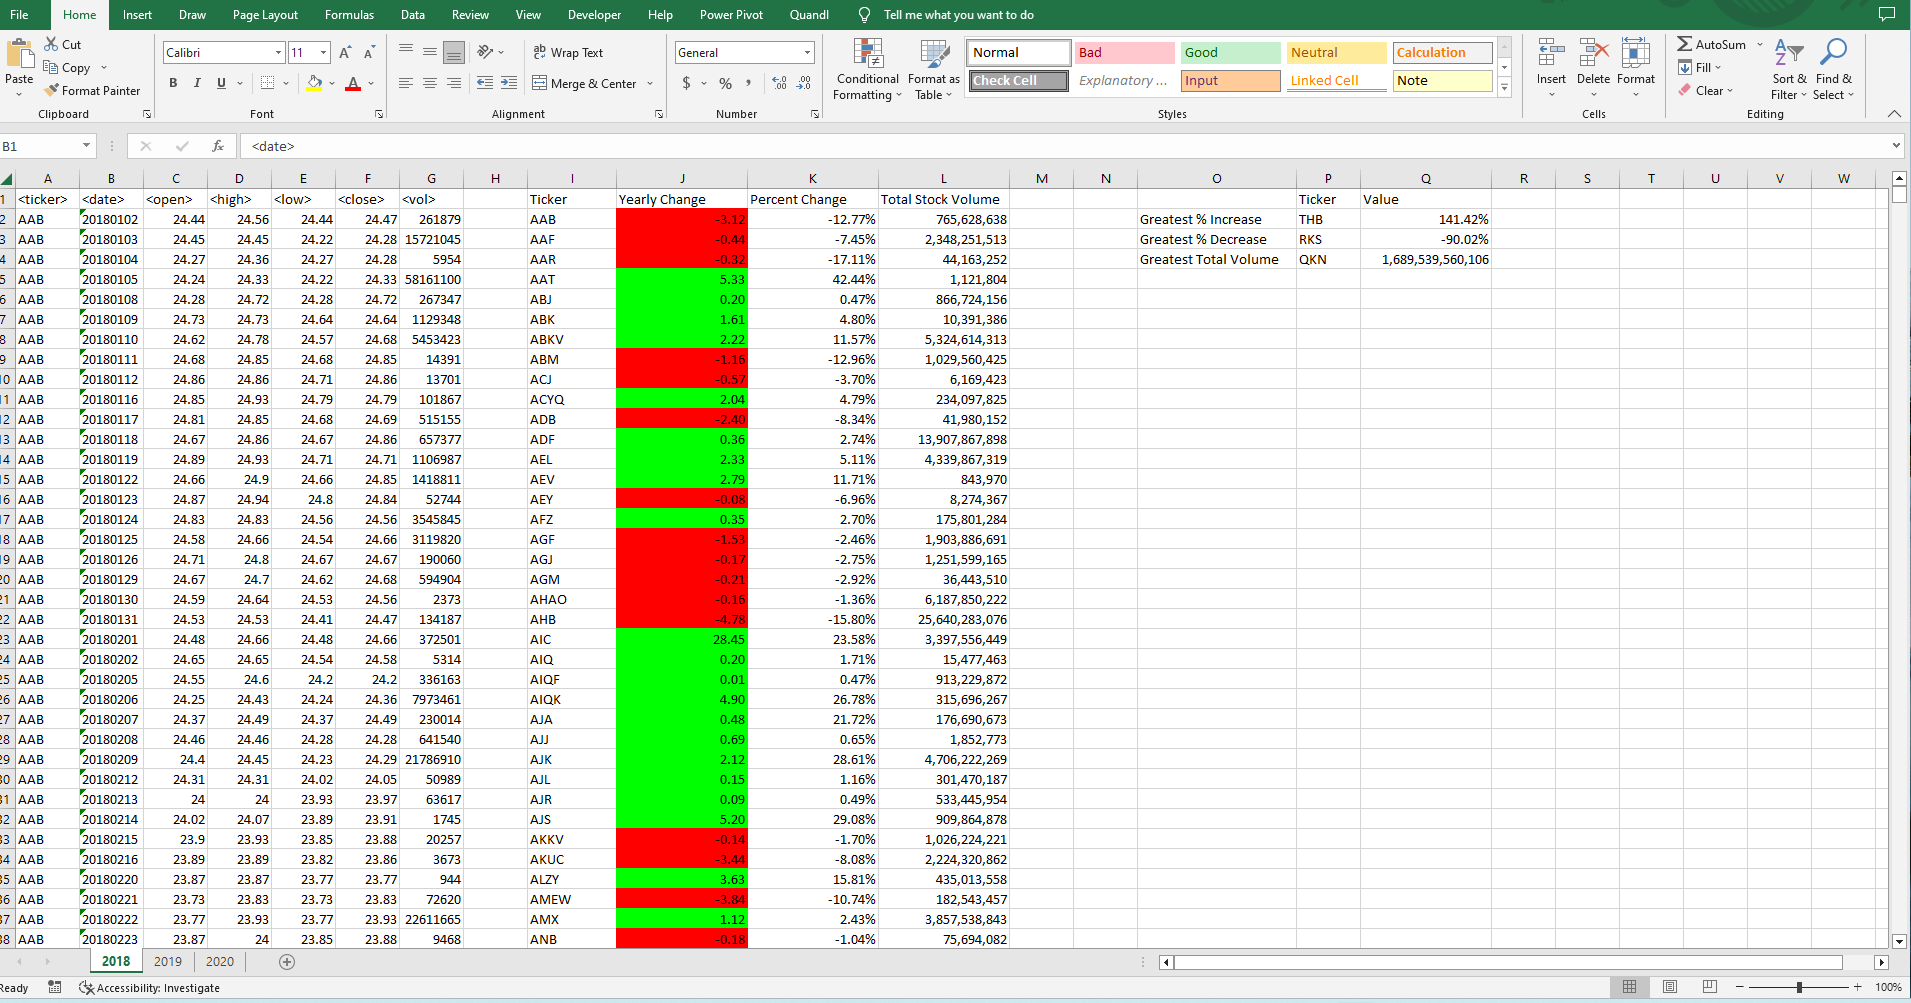 File Home Insert Draw Page Layout Formulas Data Review View Developer Help Power Pivot Quandl Tell me what you want to do
Paste Cut Copy Format Painter Clipboard
Calibri 11 B I U Font
Wrap Text Merge & Center Alignment
General $ % , Number
Conditional Formatting Format as Table
Normal Bad Good Neutral Calculation
Check Cell Explanatory ... Input Linked Cell Note
Styles
Insert Delete Format Cells
AutoSum Fill Clear Sort & Filter Find & Select Editing
B1 fx <date>
A B C D E F G H I J K L M N O P Q R S T U V W
1 <ticker> <date> <open> <high> <low> <close> <vol> Ticker Yearly Change Percent Change Total Stock Volume Ticker Value
2 AAB 20180102 24.44 24.56 24.44 24.47 261879 AAB -3.12 -12.77% 765,628,638 Greatest % Increase THB 141.42%
3 AAB 20180103 24.45 24.45 24.22 24.28 15721045 AAF -0.44 -7.45% 2,348,251,513 Greatest % Decrease RKS -90.02%
4 AAB 20180104 24.27 24.36 24.27 24.28 5954 AAR -0.32 -17.11% 44,163,252 Greatest Total Volume QKN 1,689,539,560,106
5 AAB 20180105 24.24 24.33 24.22 24.33 58161100 AAT 5.33 42.44% 1,121,804
6 AAB 20180108 24.28 24.72 24.28 24.72 267347 ABJ 0.20 0.47% 866,724,156
7 AAB 20180109 24.73 24.73 24.64 24.64 1129348 ABK 1.61 4.80% 10,391,386
8 AAB 20180110 24.62 24.78 24.57 24.68 5453423 ABKV 2.22 11.57% 5,324,614,313
9 AAB 20180111 24.68 24.85 24.68 24.85 14391 ABM -1.16 -12.96% 1,029,560,425
10 AAB 20180112 24.86 24.86 24.71 24.86 13701 ACJ -0.57 -3.70% 6,169,423
11 AAB 20180116 24.85 24.93 24.79 24.79 101867 ACYQ 2.04 4.79% 234,097,825
12 AAB 20180117 24.81 24.85 24.68 24.69 515155 ADB -2.40 -8.34% 41,980,152
13 AAB 20180118 24.67 24.86 24.67 24.86 657377 ADF 0.36 2.74% 13,907,867,898
14 AAB 20180119 24.89 24.93 24.71 24.71 1106987 AEL 2.33 5.11% 4,339,867,319
15 AAB 20180122 24.66 24.9 24.66 24.85 1418811 AEV 2.79 11.71% 843,970
16 AAB 20180123 24.87 24.94 24.8 24.84 52744 AEY -0.08 -6.96% 8,274,367
17 AAB 20180124 24.83 24.83 24.56 24.56 3545845 AFZ 0.35 2.70% 175,801,284
18 AAB 20180125 24.58 24.66 24.54 24.66 3119820 AGF -1.53 -2.46% 1,903,886,691
19 AAB 20180126 24.71 24.8 24.67 24.67 190060 AGJ -0.17 -2.75% 1,251,599,165
20 AAB 20180129 24.67 24.7 24.62 24.68 594904 AGM -0.21 -2.92% 36,443,510
21 AAB 20180130 24.59 24.64 24.53 24.56 2373 AHAO -0.16 -1.36% 6,187,850,222
22 AAB 20180131 24.53 24.53 24.41 24.47 134187 AHB -4.78 -15.80% 25,640,283,076
23 AAB 20180201 24.48 24.66 24.48 24.66 372501 AIC 28.45 23.58% 3,397,556,449
24 AAB 20180202 24.65 24.65 24.54 24.58 5314 AIQ 0.20 1.71% 15,477,463
25 AAB 20180205 24.55 24.6 24.2 24.2 336163 AIQF 0.01 0.47% 913,229,872
26 AAB 20180206 24.25 24.43 24.24 24.36 7973461 AIQK 4.90 26.78% 315,696,267
27 AAB 20180207 24.37 24.49 24.37 24.49 230014 AJA 0.48 21.72% 176,690,673
28 AAB 20180208 24.46 24.46 24.28 24.28 641540 AJJ 0.69 0.65% 1,852,773
29 AAB 20180209 24.4 24.45 24.23 24.29 21786910 AJK 2.12 28.61% 4,706,222,269
30 AAB 20180212 24.31 24.31 24.02 24.05 50989 AJL 0.15 1.16% 301,470,187
31 AAB 20180213 24 24 23.93 23.97 63617 AJR 0.09 0.49% 533,445,954
32 AAB 20180214 24.02 24.07 23.89 23.91 1745 AJS 5.20 29.08% 909,864,878
33 AAB 20180215 23.9 23.93 23.85 23.88 20257 AKKV -0.14 -1.70% 1,026,224,221
34 AAB 20180216 23.89 23.89 23.82 23.86 3673 AKUC -3.44 -8.08% 2,224,320,862
35 AAB 20180220 23.87 23.87 23.77 23.77 944 ALZY 3.63 15.81% 435,013,558
36 AAB 20180221 23.73 23.83 23.73 23.83 72620 AMEW -3.84 -10.74% 182,543,457
37 AAB 20180222 23.77 23.93 23.77 23.93 22611665 AMX 1.12 2.43% 3,857,538,843
38 AAB 20180223 23.87 24 23.85 23.88 9468 ANB -0.18 -1.04% 75,694,082
2018 2019 2020
Ready Accessibility: Investigate 100%